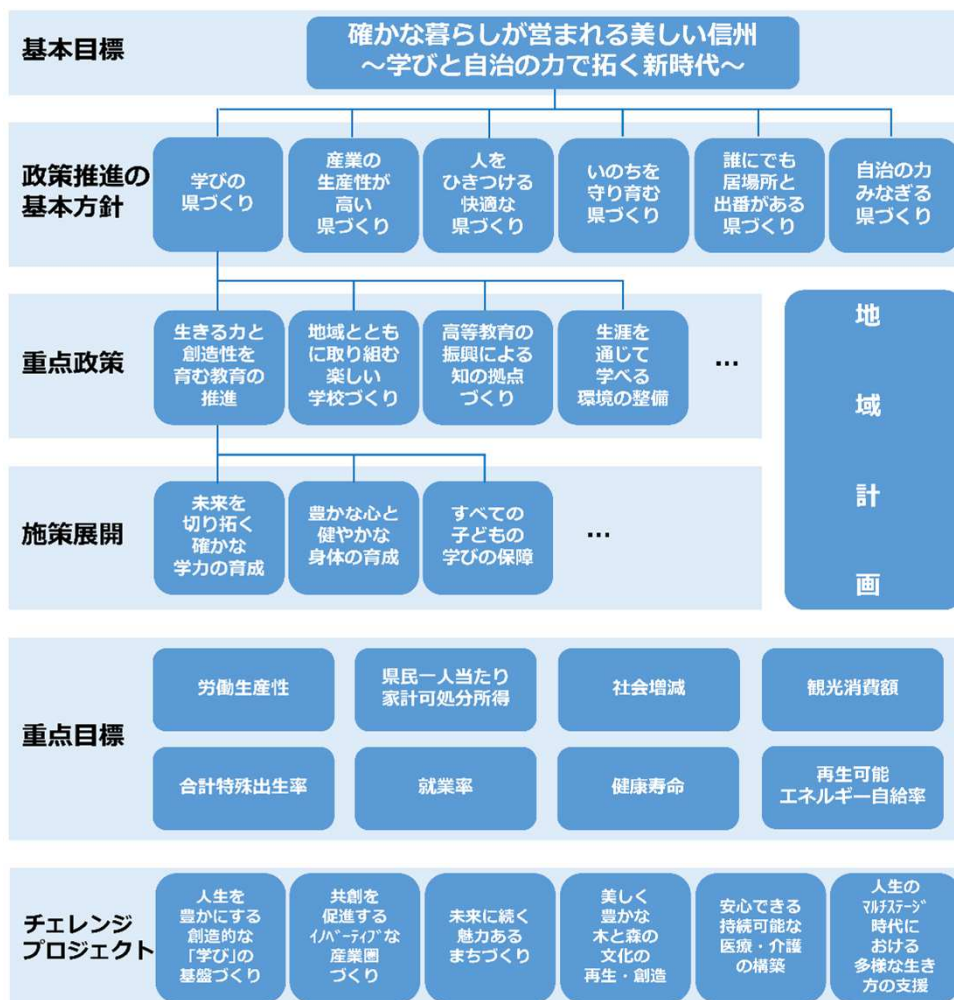 基本目標
確かな暮らしが営まれる美しい信州
～学びと自治の力で拓く新時代～
政策推進の
基本方針
学びの
県づくり
産業の
生産性が
高い
県づくり
人を
ひきつける
快適な
県づくり
いのちを
守り育む
県づくり
誰にでも
居場所と
出番がある
県づくり
自治の力
みなぎる
県づくり
重点政策
生きる力と
創造性を
育む教育の
推進
地域ととも
に取り組む
楽しい
学校づくり
高等教育の
振興による
知の拠点
づくり
生涯を
通じて
学べる
環境の整備
…
地
域
計
画
施策展開
未来を
切り拓く
確かな
学力の育成
豊かな心と
健やかな
身体の育成
すべての
子どもの
学びの保障
…
重点目標
労働生産性
県民一人当たり
家計可処分所得
社会増減
観光消費額
合計特殊出生率
就業率
健康寿命
再生可能
エネルギー自給率
チェレンジ
プロジェクト
人生を
豊かにする
創造的な
「学び」の
基盤づくり
共創を
促進する
ｲﾉﾍﾞｰﾃｨﾌﾞな
産業圏
づくり
未来に続く
魅力ある
まちづくり
美しく
豊かな
木と森の
文化の
再生・創造
安心できる
持続可能な
医療・介護
の構築
人生の
ﾏﾙﾁｽﾃｰｼﾞ
時代に
おける
多様な生き
方の支援